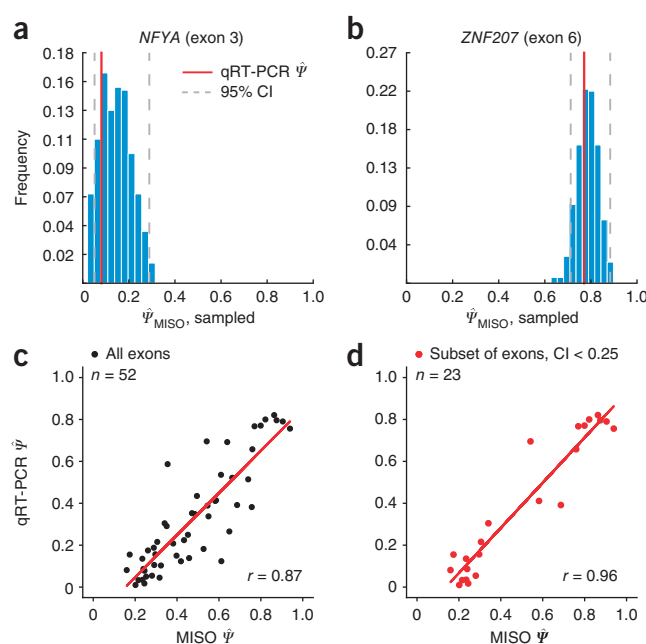 a
NFYA (exon 3)
0.18
0.16
0.13
0.11
0.09
0.07
0.04
0.02
Frequency
qRT-PCR Ψ̂
95% CI
0 0.2 0.4 0.6 0.8 1.0
Ψ̂MISO, sampled
b
ZNF207 (exon 6)
0.27
0.22
0.18
0.13
0.09
0.04
0 0.2 0.4 0.6 0.8 1.0
Ψ̂MISO, sampled
c
All exons
n = 52
1.0
0.8
0.6
0.4
0.2
0
qRT-PCR Ψ̂
r = 0.87
0 0.2 0.4 0.6 0.8 1.0
MISO Ψ̂
d
Subset of exons, CI < 0.25
n = 23
1.0
0.8
0.6
0.4
0.2
0
r = 0.96
0 0.2 0.4 0.6 0.8 1.0
MISO Ψ̂